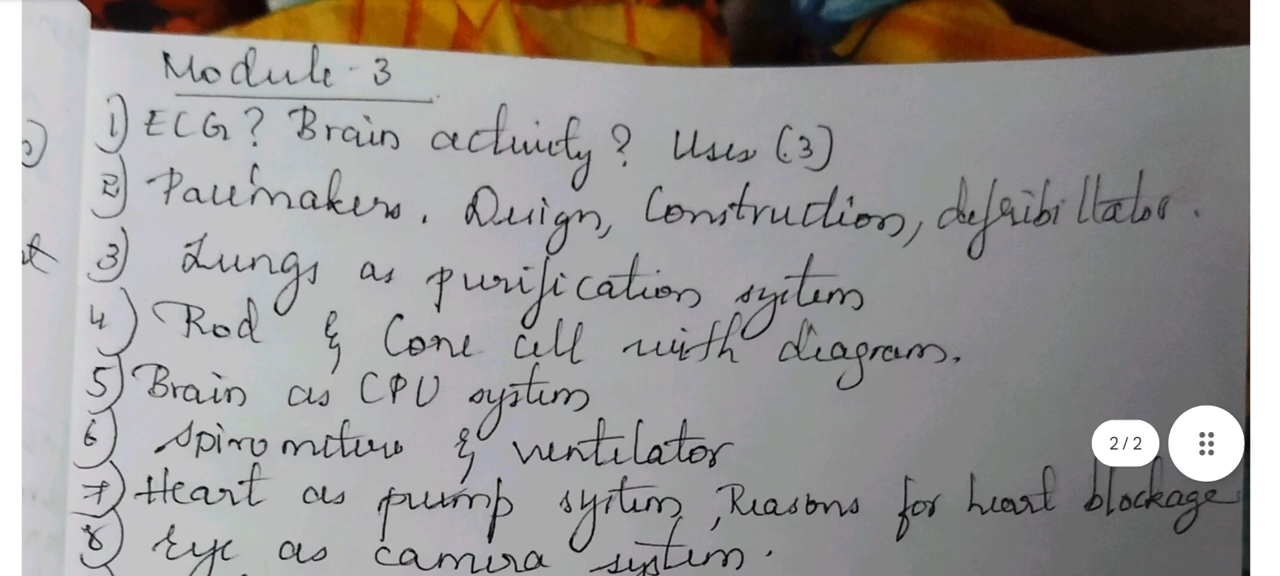 Module-3
1) ECG? Brain activity? Uses (3)
2) Pacemakers. Design, Construction, defribillator.
3) Lungs as purification system
4) Rod & Cone cell with diagram.
5) Brain as CPU system
6) Spirometers & ventilator
2/2
7) Heart as pump system, Reasons for heart blockage
8) Eye as camera system.